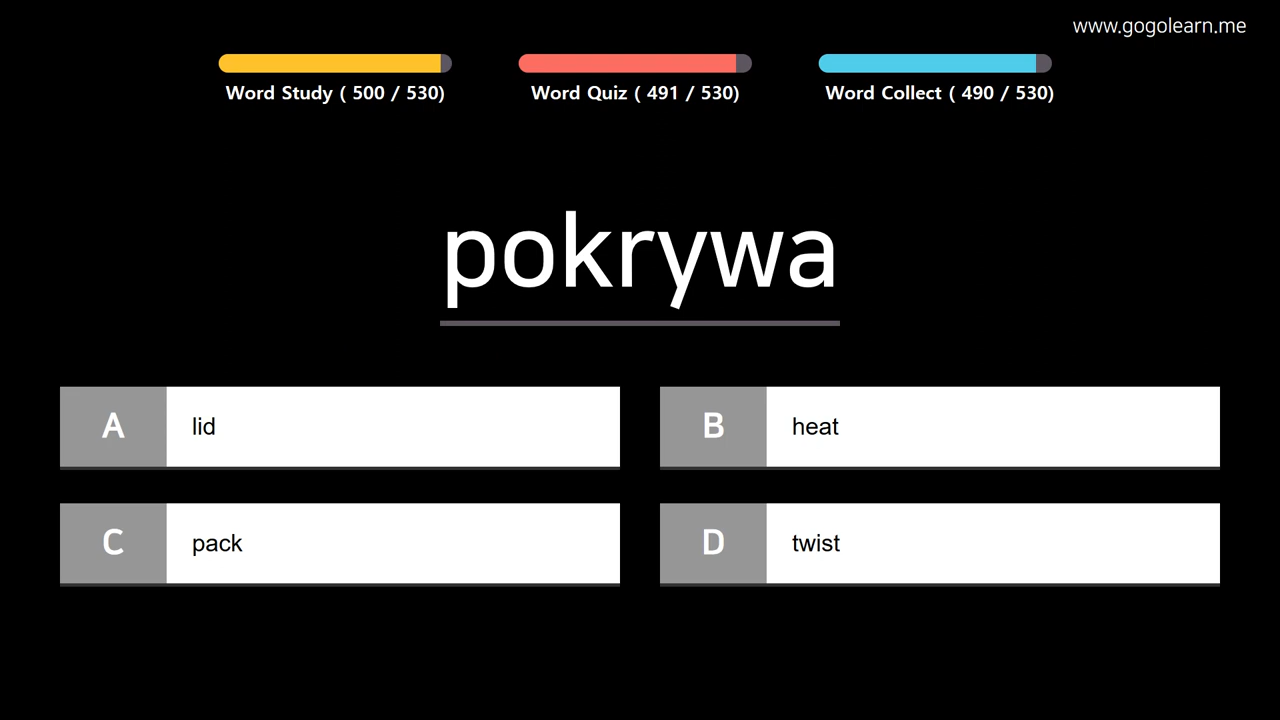 www.gogolearn.me
Word Study ( 500 / 530)
Word Quiz ( 491 / 530)
Word Collect ( 490 / 530)
pokrywa
A lid
B heat
C pack
D twist